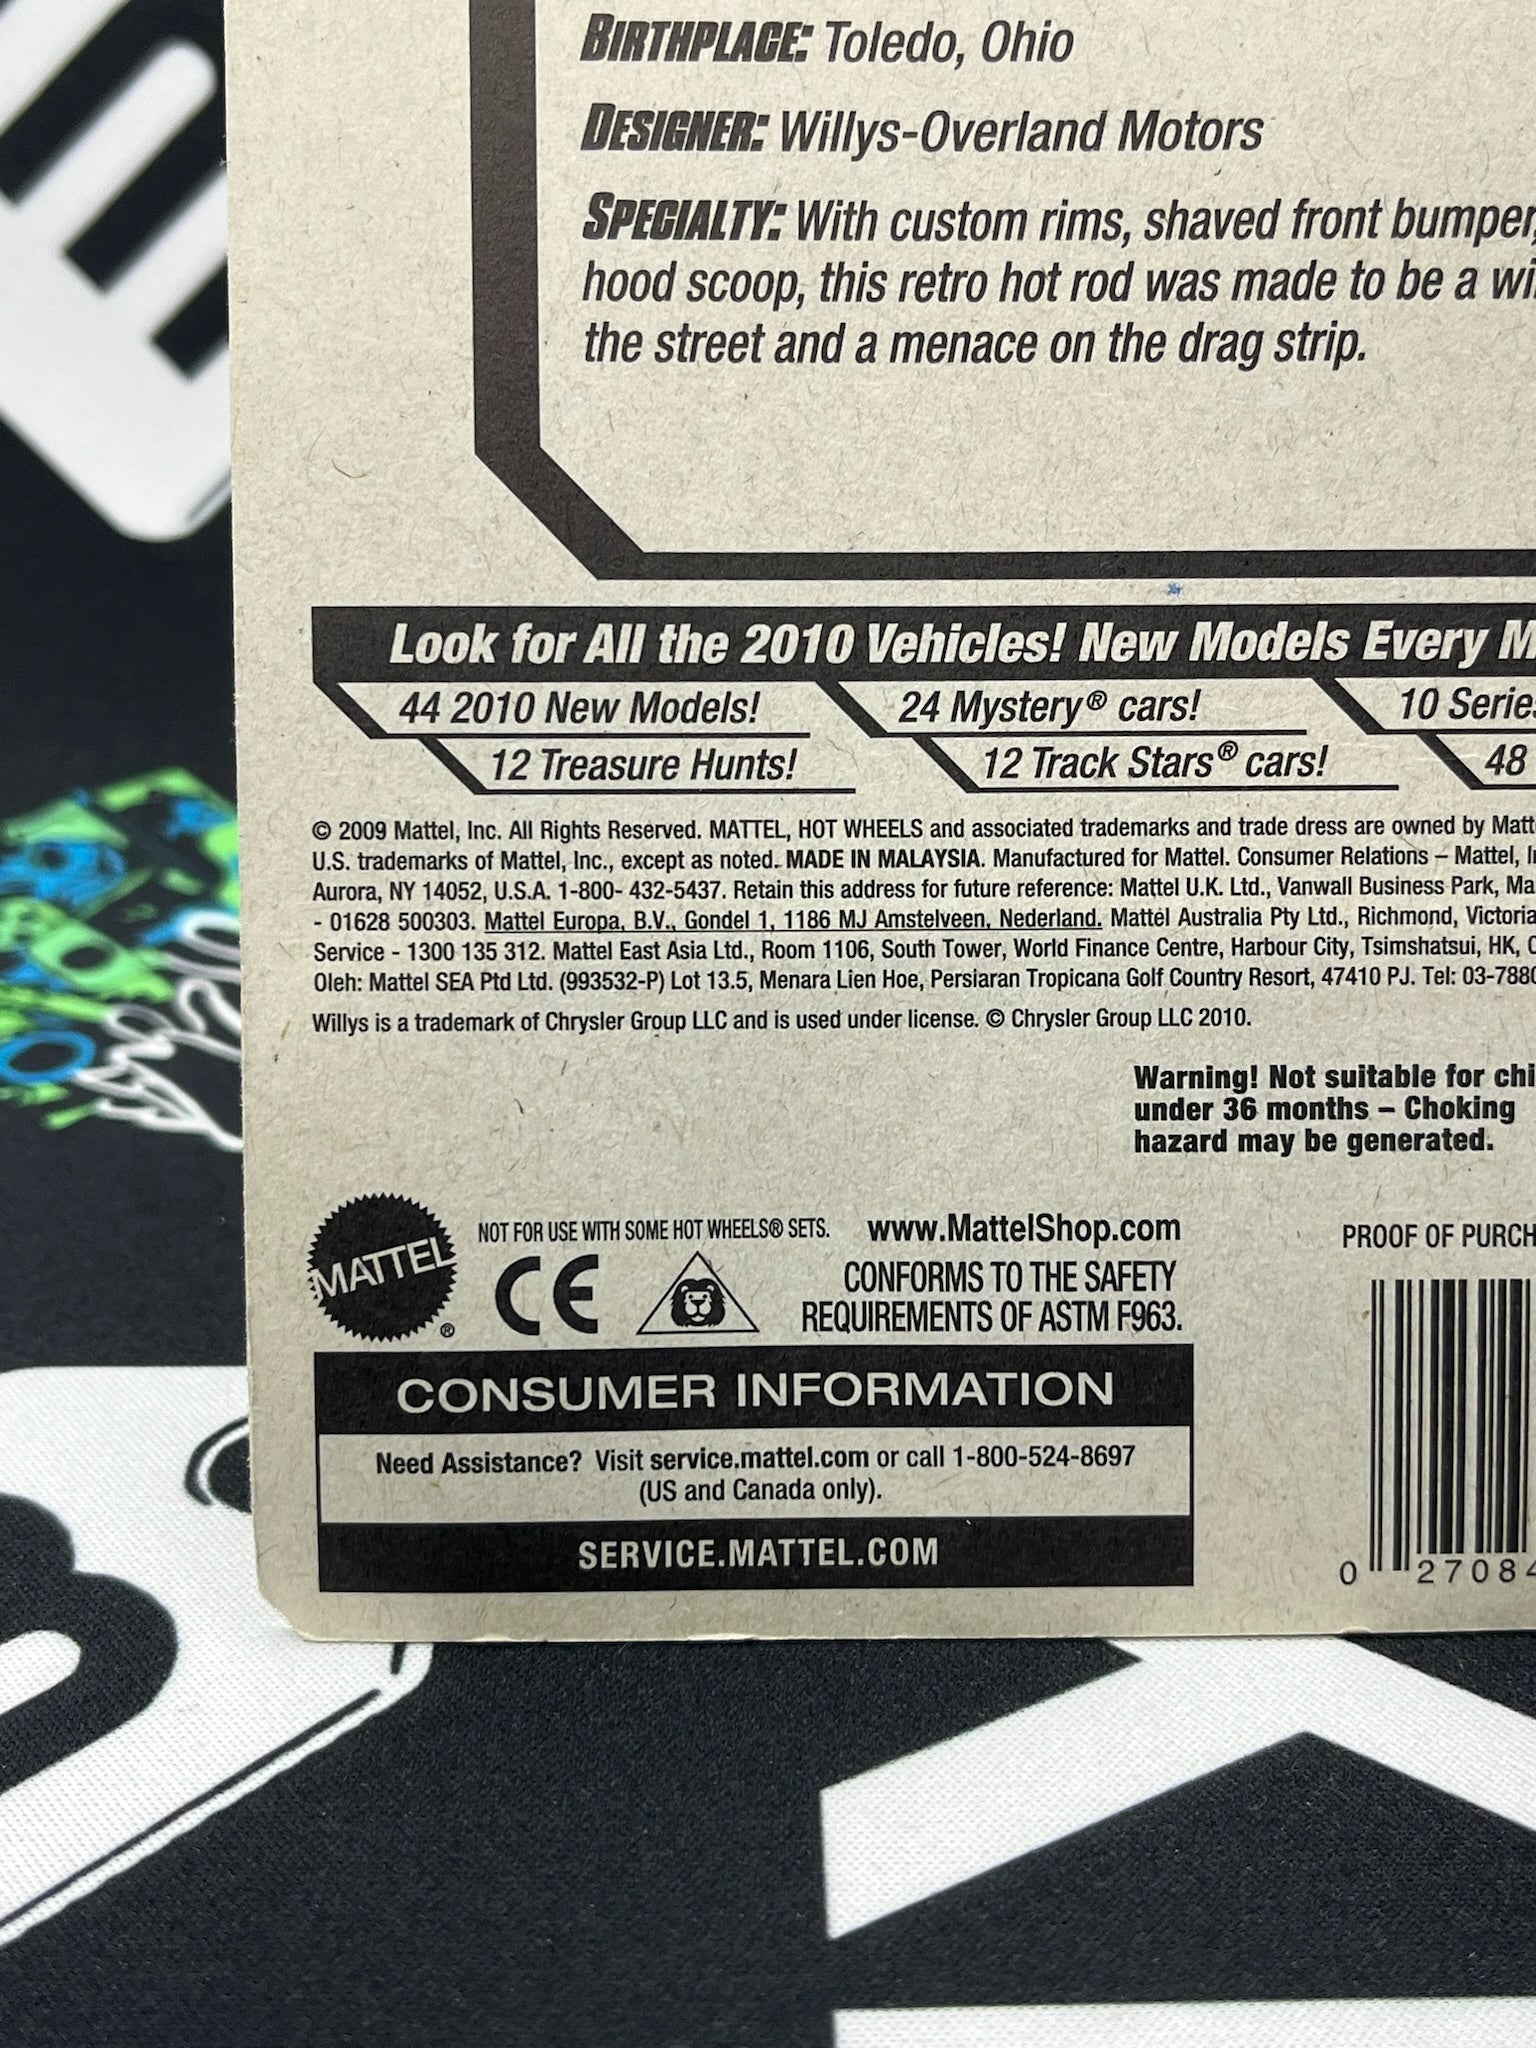 BIRTHPLACE: Toledo, Ohio
DESIGNER: Willys-Overland Motors
SPECIALTY: With custom rims, shaved front bumper,
hood scoop, this retro hot rod was made to be a
the street and a menace on the drag strip.
Look for All the 2010 Vehicles! New Models Every
44 2010 New Models!
24 Mystery® cars!
10 Series
12 Treasure Hunts!
12 Track Stars® cars!
48
© 2009 Mattel, Inc. All Rights Reserved. MATTEL, HOT WHEELS and associated trademarks and trade dress are owned by
U.S. trademarks of Mattel, Inc., except as noted. MADE IN MALAYSIA. Manufactured for Mattel. Consumer Relations – Mattel,
Aurora, NY 14052, U.S.A. 1-800- 432-5437. Retain this address for future reference: Mattel U.K. Ltd., Vanwall Business Park,
- 01628 500303. Mattel Europa, B.V., Gondel 1, 1186 MJ Amstelveen, Nederland. Mattel Australia Pty Ltd., Richmond, Victoria
Service - 1300 135 312. Mattel East Asia Ltd., Room 1106, South Tower, World Finance Centre, Harbour City, Tsimshatsui, HK,
Oleh: Mattel SEA Ptd Ltd. (993532-P) Lot 13.5, Menara Lien Hoe, Persiaran Tropicana Golf Country Resort, 47410 PJ. Tel: 03-7880
Willys is a trademark of Chrysler Group LLC and is used under license. © Chrysler Group LLC 2010.
Warning! Not suitable for chi
under 36 months – Choking
hazard may be generated.
MATTEL®
NOT FOR USE WITH SOME HOT WHEELS® SETS.
CE
www.MattelShop.com
CONFORMS TO THE SAFETY
REQUIREMENTS OF ASTM F963.
PROOF OF PURCH
CONSUMER INFORMATION
Need Assistance? Visit service.mattel.com or call 1-800-524-8697
(US and Canada only).
SERVICE.MATTEL.COM
0 27084